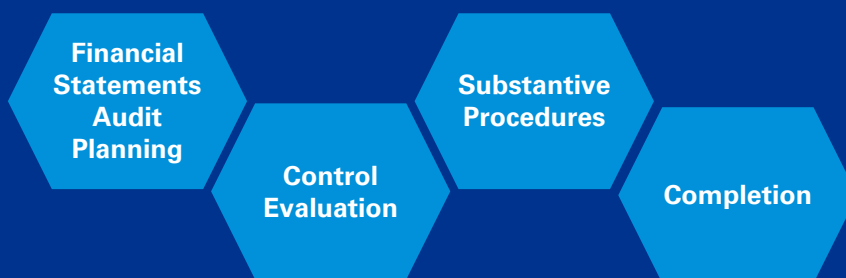 Financial
Statements
Audit
Planning
Control
Evaluation
Substantive
Procedures
Completion